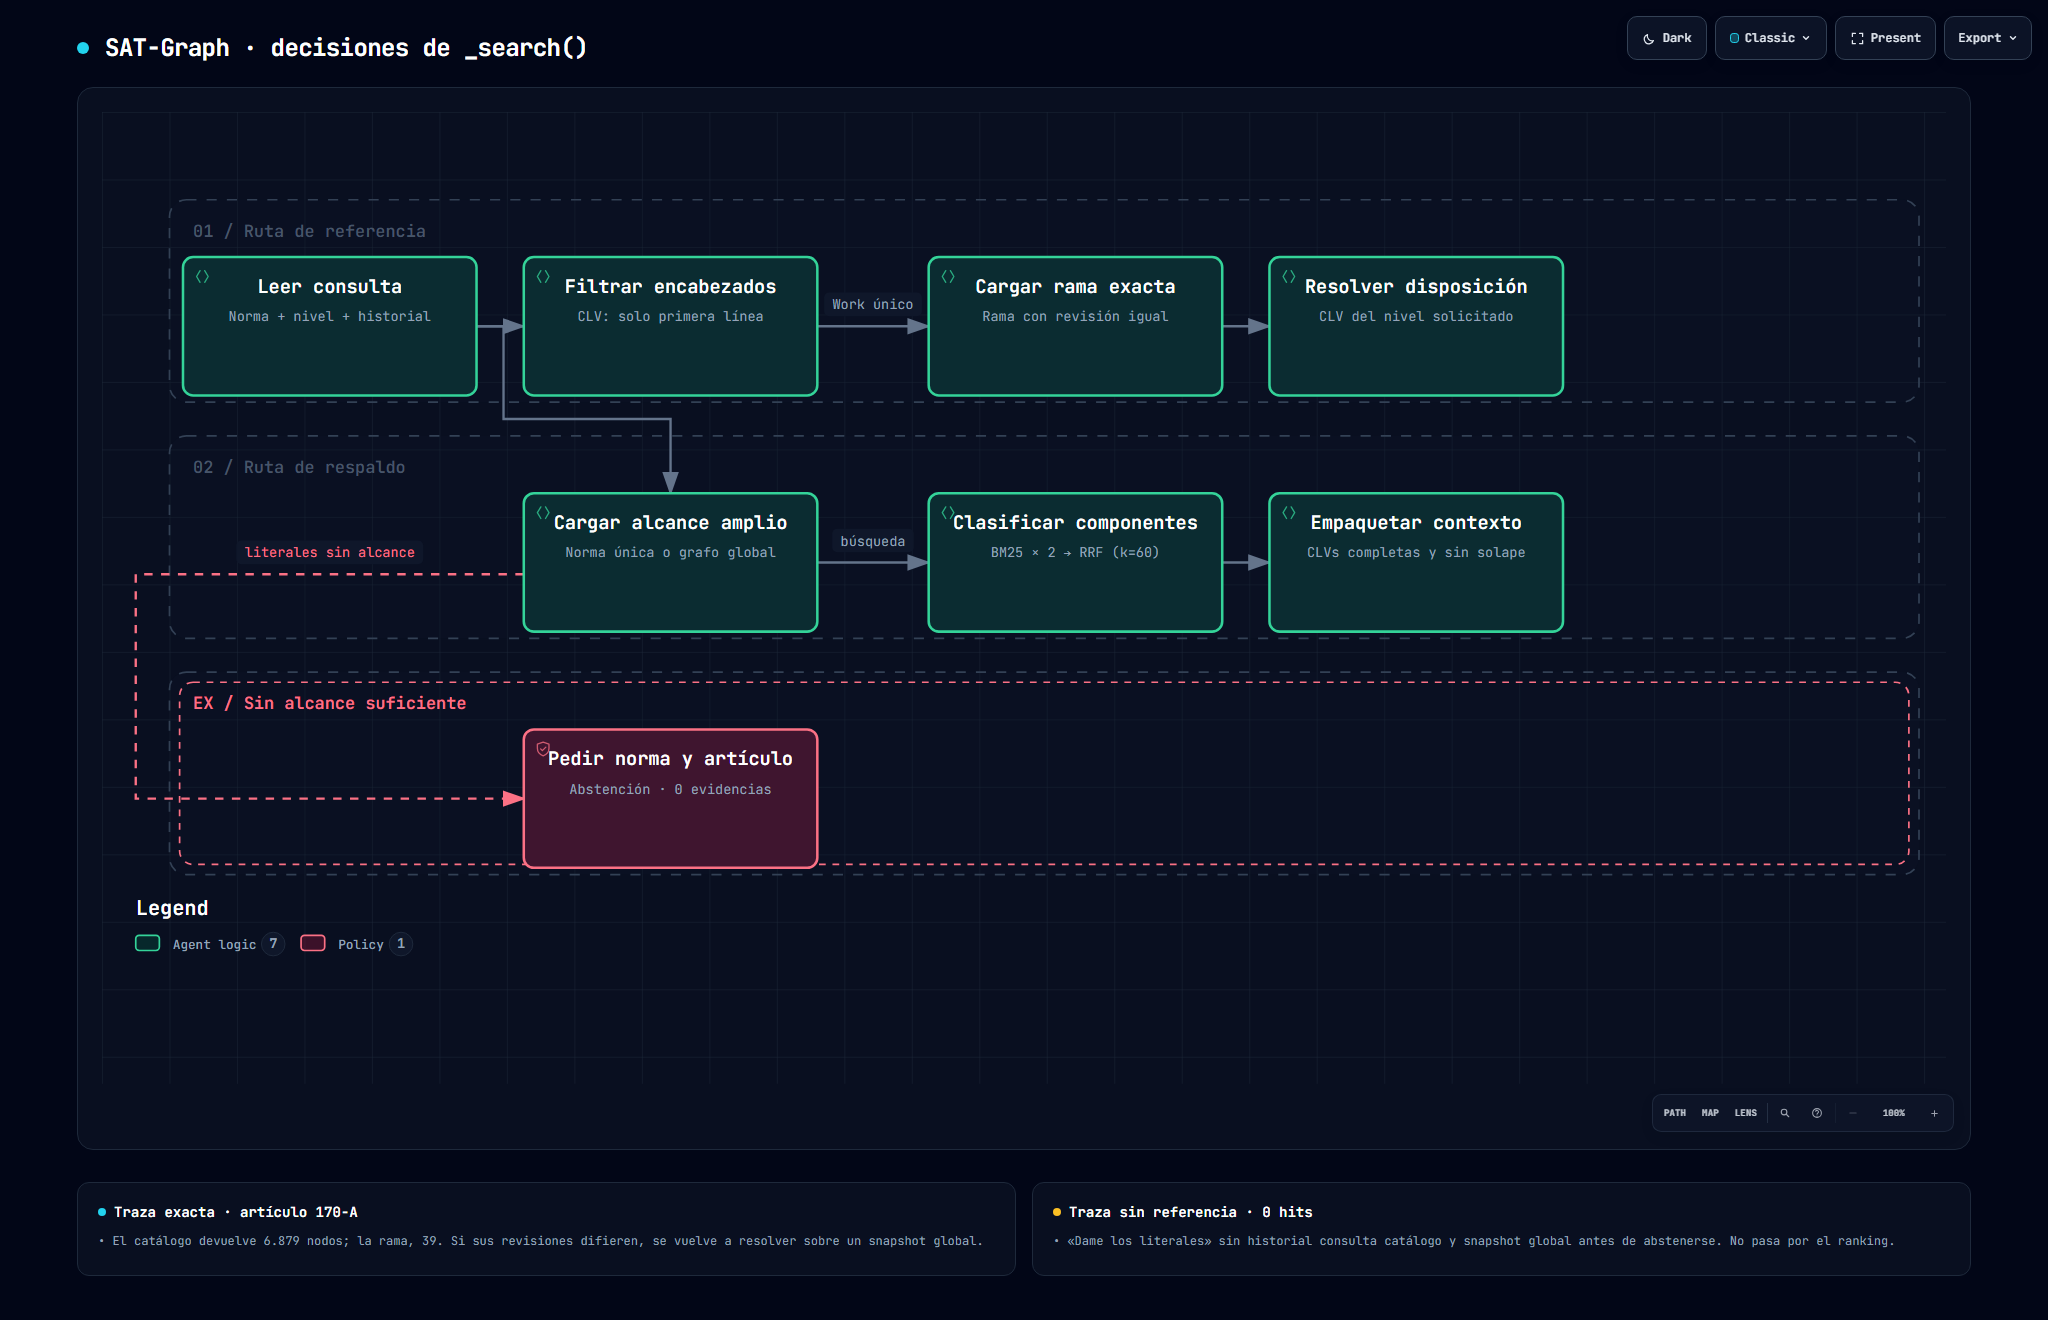 SAT-Graph · decisiones de _search()
Dark
Classic
Present
Export
01 / Ruta de referencia
Leer consulta
Norma + nivel + historial
Filtrar encabezados
CLV: solo primera línea
Work único
Cargar rama exacta
Rama con revisión igual
Resolver disposición
CLV del nivel solicitado
02 / Ruta de respaldo
literales sin alcance
Cargar alcance amplio
Norma única o grafo global
búsqueda
Clasificar componentes
BM25 × 2 → RRF (k=60)
Empaquetar contexto
CLVs completas y sin solape
EX / Sin alcance suficiente
Pedir norma y artículo
Abstención · 0 evidencias
Legend
Agent logic 7
Policy 1
PATH MAP LENS − 100% +
Traza exacta · artículo 170-A
• El catálogo devuelve 6.879 nodos; la rama, 39. Si sus revisiones difieren, se vuelve a resolver sobre un snapshot global.
Traza sin referencia · 0 hits
• «Dame los literales» sin historial consulta catálogo y snapshot global antes de abstenerse. No pasa por el ranking.